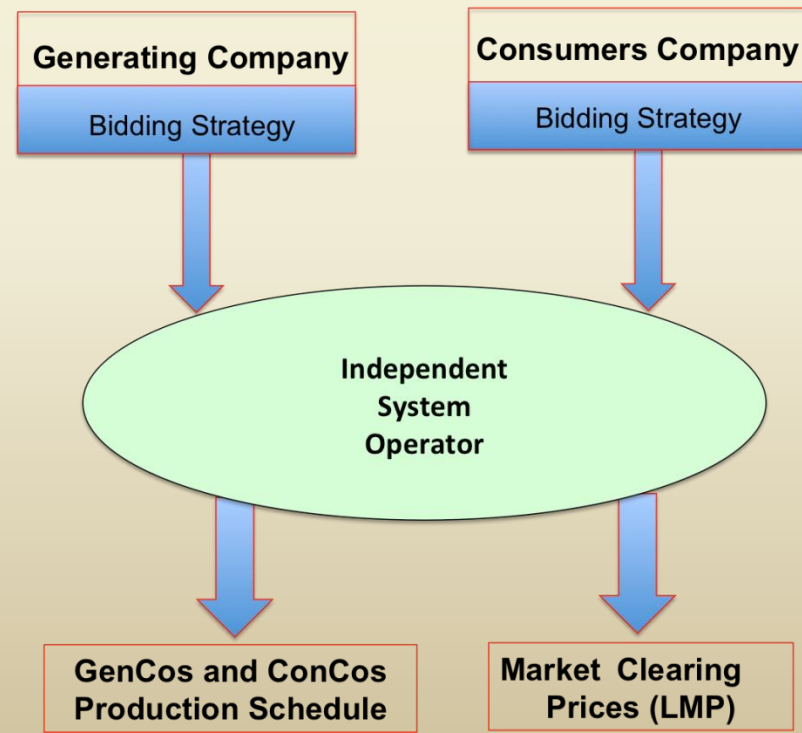 Generating Company
Bidding Strategy
Consumers Company
Bidding Strategy
Independent
System
Operator
GenCos and ConCos
Production Schedule
Market Clearing
Prices (LMP)